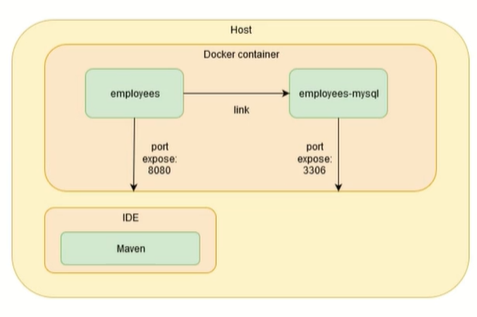 Host
Docker container
employees
employees-mysql
link
port
expose:
8080
port
expose:
3306
IDE
Maven